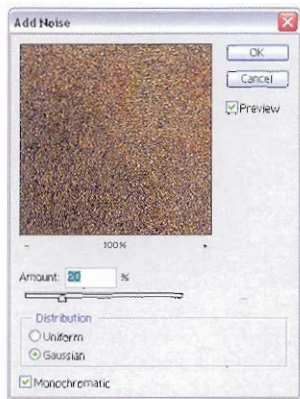 Add Noise
OK
Cancel
Preview
- 100% +
Amount: 20 %
Distribution
Uniform
Gaussian
Monochromatic